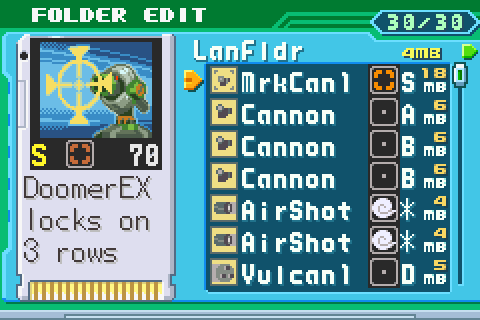 FOLDER EDIT
30/30
LanFldr
4MB
MrkCan1 S 18 MB
Cannon A 6 MB
Cannon B 6 MB
Cannon B 6 MB
AirShot * 4 MB
AirShot * 4 MB
Vulcan1 D 5 MB
S 70
DoomerEX
locks on
3 rows